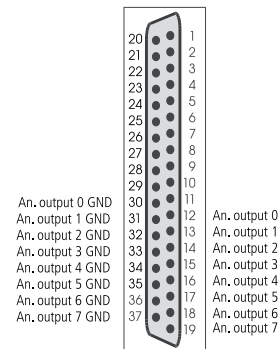 1
20
2
21
3
22
4
23
5
24
6
25
7
26
8
27
9
28
10
29
11
An. output 0 GND 30
12 An. output 0
An. output 1 GND 31
13 An. output 1
An. output 2 GND 32
14 An. output 2
An. output 3 GND 33
15 An. output 3
An. output 4 GND 34
16 An. output 4
An. output 5 GND 35
17 An. output 5
An. output 6 GND 36
18 An. output 6
An. output 7 GND 37
19 An. output 7